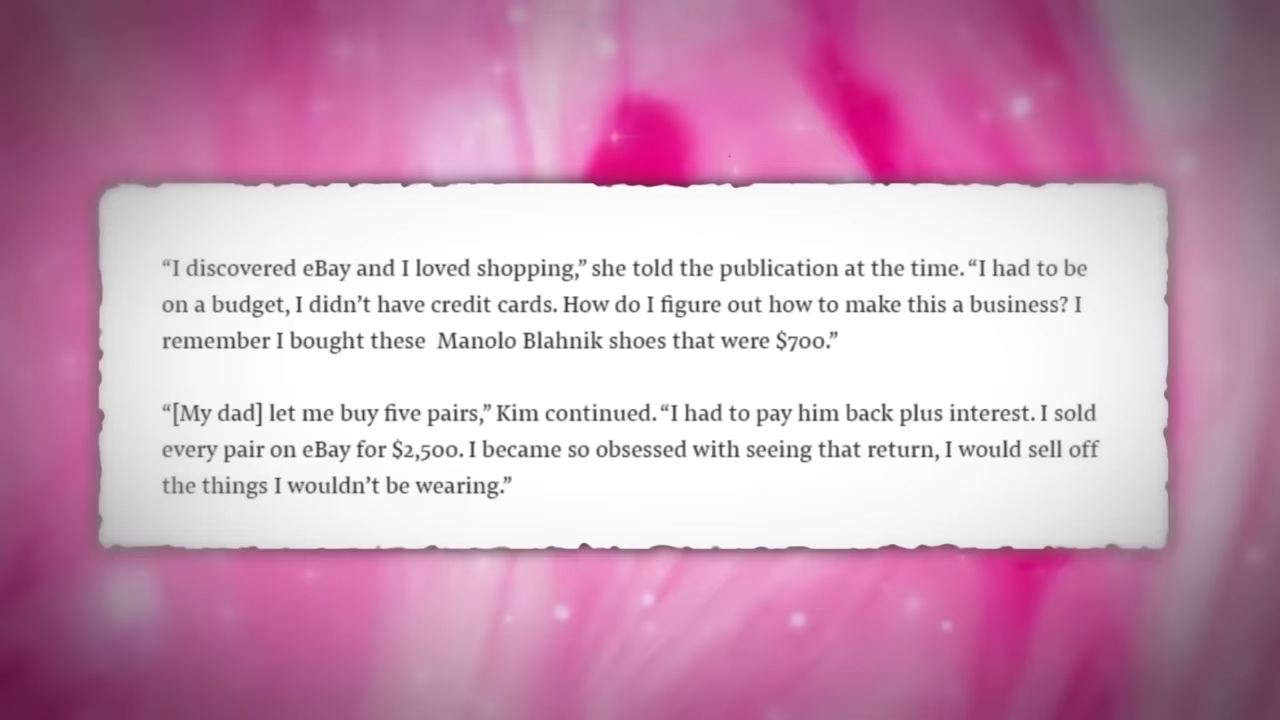 “I discovered eBay and I loved shopping,” she told the publication at the time. “I had to be
on a budget, I didn’t have credit cards. How do I figure out how to make this a business? I
remember I bought these  Manolo Blahnik shoes that were $700.”
“[My dad] let me buy five pairs,” Kim continued. “I had to pay him back plus interest. I sold
every pair on eBay for $2,500. I became so obsessed with seeing that return, I would sell off
the things I wouldn’t be wearing.”